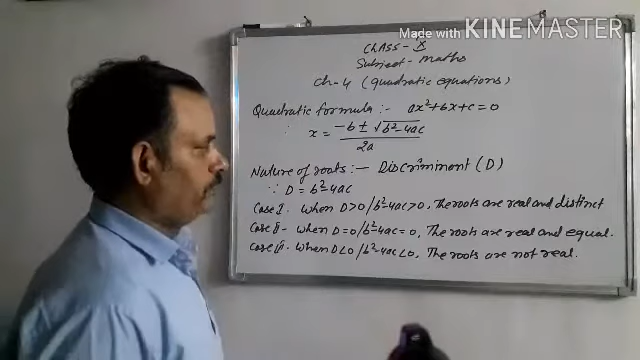 Made with KINEMASTER
Class - X
Subject - Maths
Ch-4 (quadratic equations)
Quadratic formula :- ax²+bx+c=0
∴ x = -b ± √b²-4ac / 2a
Nature of roots :- Discriminent (D)
∵ D = b²-4ac
Case I. when D>0/b²-4ac>0, The roots are real and distinct
Case II- when D=0/b²-4ac=0, The roots are real and equal.
Case III- when D<0/b²-4ac<0, The roots are not real.